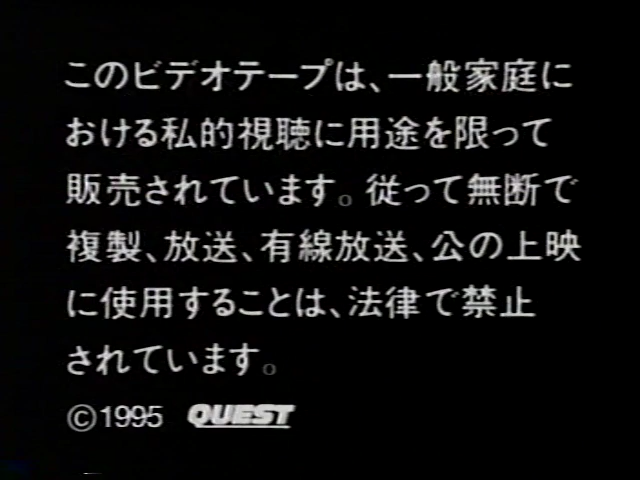 このビデオテープは、一般家庭に
おける私的視聴に用途を限って
販売されています。従って無断で
複製、放送、有線放送、公の上映
に使用することは、法律で禁止
されています。
©1995 QUEST